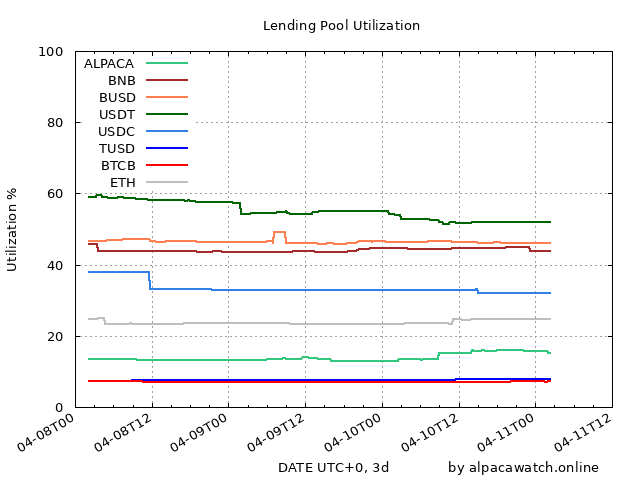 Lending Pool Utilization
100
80
60
40
20
0
Utilization %
ALPACA
BNB
BUSD
USDT
USDC
TUSD
BTCB
ETH
04-08T00
04-08T12
04-09T00
04-09T12
04-10T00
04-10T12
04-11T00
04-11T12
DATE UTC+0, 3d
by alpacawatch.online